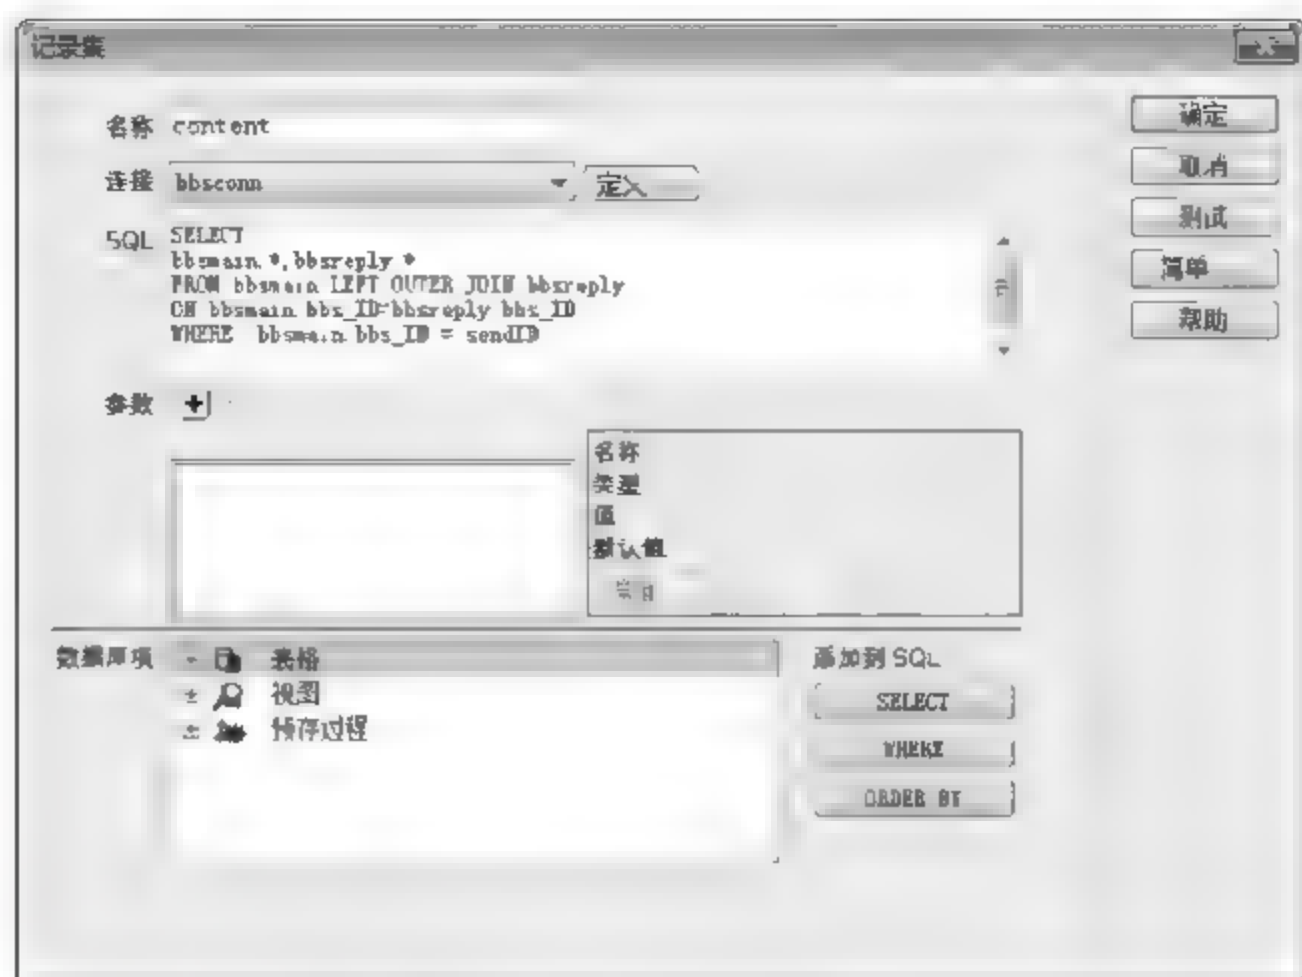 记录集
名称 content
确定
连接 bbsconn 定义
取消
SQL SELECT
bbsmain.*,bbsreply.*
FROM bbsmain LEFT OUTER JOIN bbsreply
ON bbsmain.bbs_ID=bbsreply.bbs_ID
WHERE bbsmain.bbs_ID = sendID
测试
简单
帮助
参数
名称
类型
值
默认值
数据库项 表格
视图
预存过程
添加到 SQL
SELECT
WHERE
ORDER BY